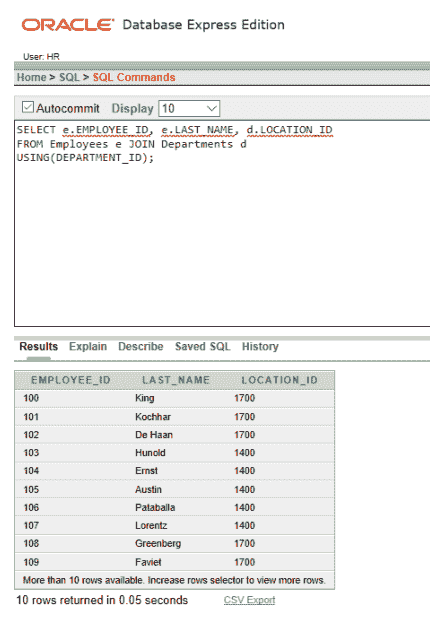 ORACLE® Database Express Edition
User: HR
Home > SQL > SQL Commands
Autocommit Display 10
SELECT e.EMPLOYEE_ID, e.LAST_NAME, d.LOCATION_ID
FROM Employees e JOIN Departments d
USING(DEPARTMENT_ID);
Results Explain Describe Saved SQL History
EMPLOYEE_ID LAST_NAME LOCATION_ID
100 King 1700
101 Kochhar 1700
102 De Haan 1700
103 Hunold 1400
104 Ernst 1400
105 Austin 1400
106 Pataballa 1400
107 Lorentz 1400
108 Greenberg 1700
109 Faviet 1700
More than 10 rows available. Increase rows selector to view more rows.
10 rows returned in 0.05 seconds CSV Export